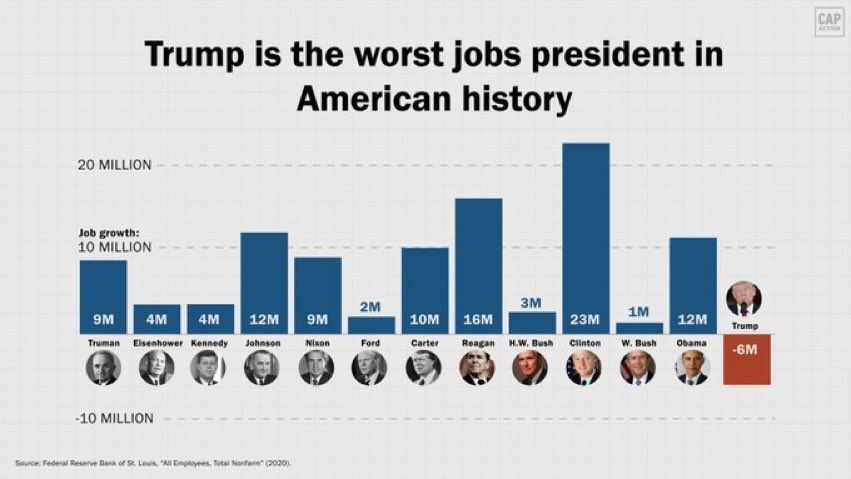 CAP
ACTION
Trump is the worst jobs president in
American history
20 MILLION
Job growth:
10 MILLION
9M
4M
4M
12M
9M
2M
10M
16M
3M
23M
1M
12M
Trump
Truman Eisenhower Kennedy Johnson Nixon Ford Carter Reagan H.W. Bush Clinton W. Bush Obama
-6M
-10 MILLION
Source: Federal Reserve Bank of St. Louis, "All Employees, Total Nonfarm" (2020).